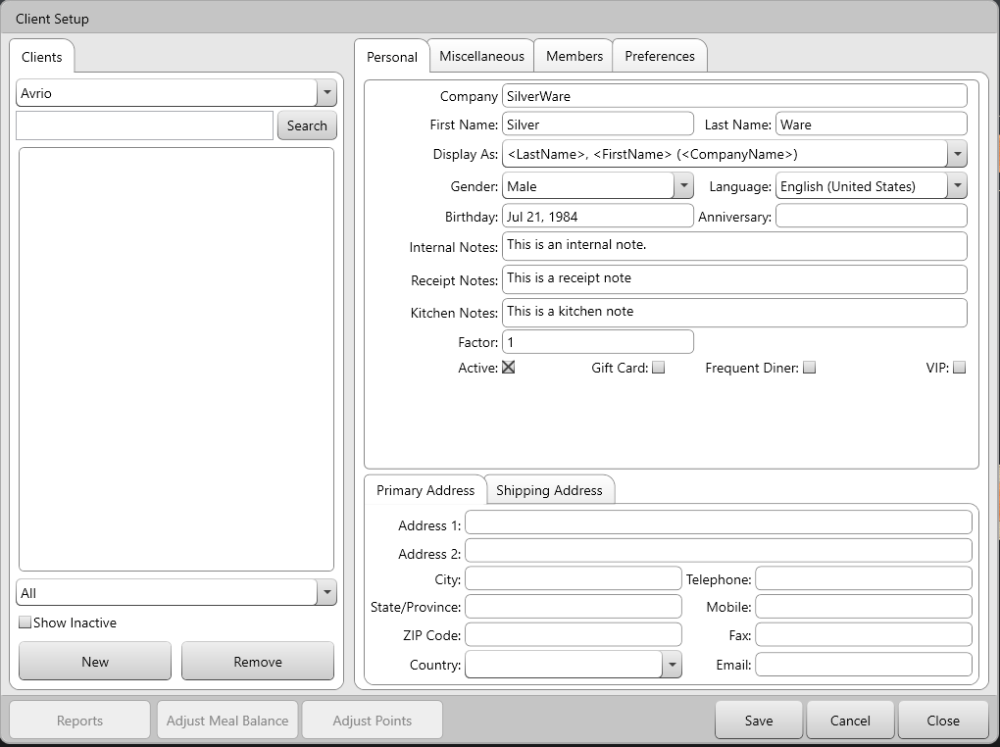 Client Setup
Clients
Avrio
Search
All
Show Inactive
New
Remove
Personal
Miscellaneous
Members
Preferences
Company
SilverWare
First Name:
Silver
Last Name:
Ware
Display As:
<LastName>, <FirstName> (<CompanyName>)
Gender:
Male
Language:
English (United States)
Birthday:
Jul 21, 1984
Anniversary:
Internal Notes:
This is an internal note.
Receipt Notes:
This is a receipt note
Kitchen Notes:
This is a kitchen note
Factor:
1
Active:
Gift Card:
Frequent Diner:
VIP:
Primary Address
Shipping Address
Address 1:
Address 2:
City:
Telephone:
State/Province:
Mobile:
ZIP Code:
Fax:
Country:
Email:
Reports
Adjust Meal Balance
Adjust Points
Save
Cancel
Close